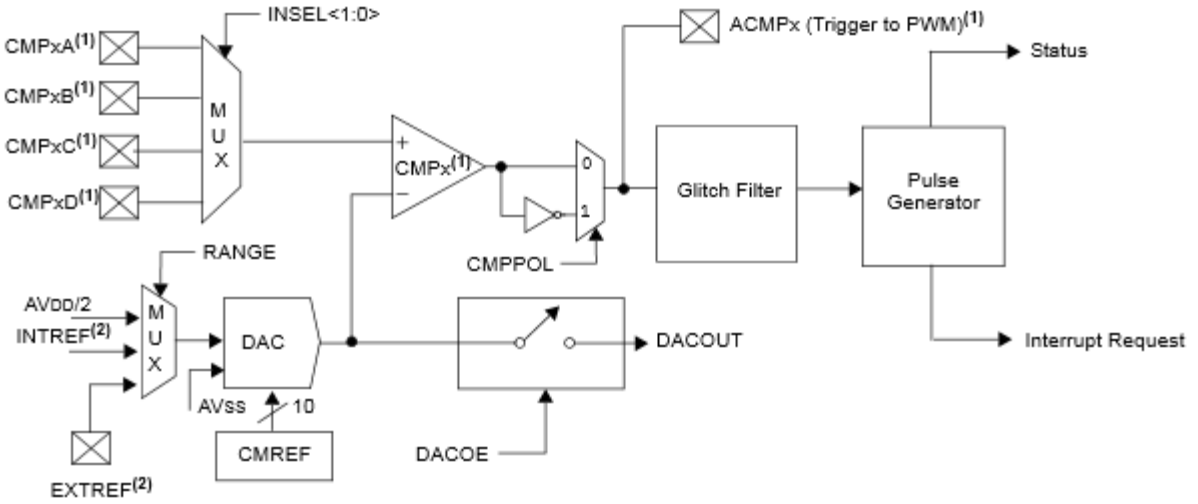 INSEL<1:0>
CMPxA(1)
CMPxB(1)
CMPxC(1)
CMPxD(1)
M
U
X
ACMPx (Trigger to PWM)(1)
Status
+
CMPx(1)
–
0
1
CMPPOL
Glitch Filter
Pulse
Generator
Interrupt Request
RANGE
AVDD/2
INTREF(2)
M
U
X
DAC
AVSS
10
CMREF
EXTREF(2)
DACOUT
DACOE